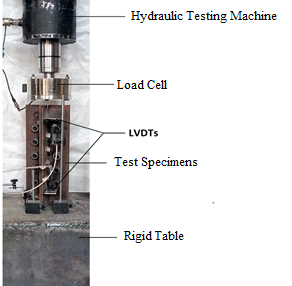 Hydraulic Testing Machine
Load Cell
LVDTs
Test Specimens
Rigid Table